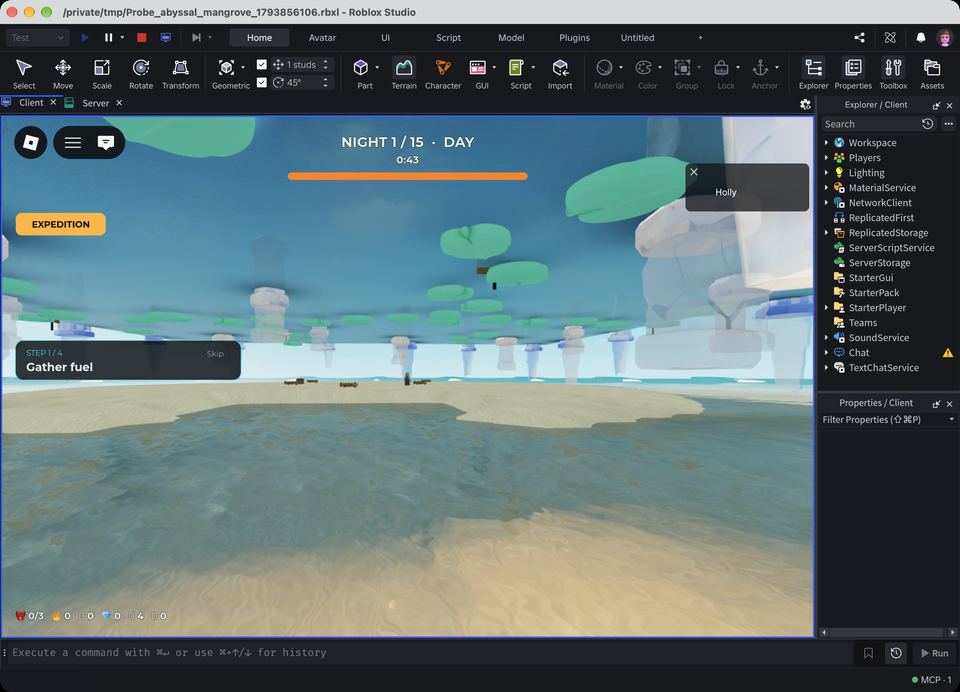 /private/tmp/Probe_abyssal_mangrove_1793856106.rbxl - Roblox Studio
Test
Home
Avatar
UI
Script
Model
Plugins
Untitled
+
1 studs
45°
Select
Move
Scale
Rotate
Transform
Geometric
Part
Terrain
Character
GUI
Script
Import
Material
Color
Group
Lock
Anchor
Explorer
Properties
Toolbox
Assets
Client
Server
NIGHT 1 / 15 · DAY
0:43
Holly
EXPEDITION
STEP 1 / 4
Skip
Gather fuel
0/3 0 0 0 4 0
Explorer / Client
Search
Workspace
Players
Lighting
MaterialService
NetworkClient
ReplicatedFirst
ReplicatedStorage
ServerScriptService
ServerStorage
StarterGui
StarterPack
StarterPlayer
Teams
SoundService
Chat
TextChatService
Properties / Client
Filter Properties (⇧⌘P)
Execute a command with ⌘↵ or use ⌘+↑/↓ for history
Run
MCP · 1